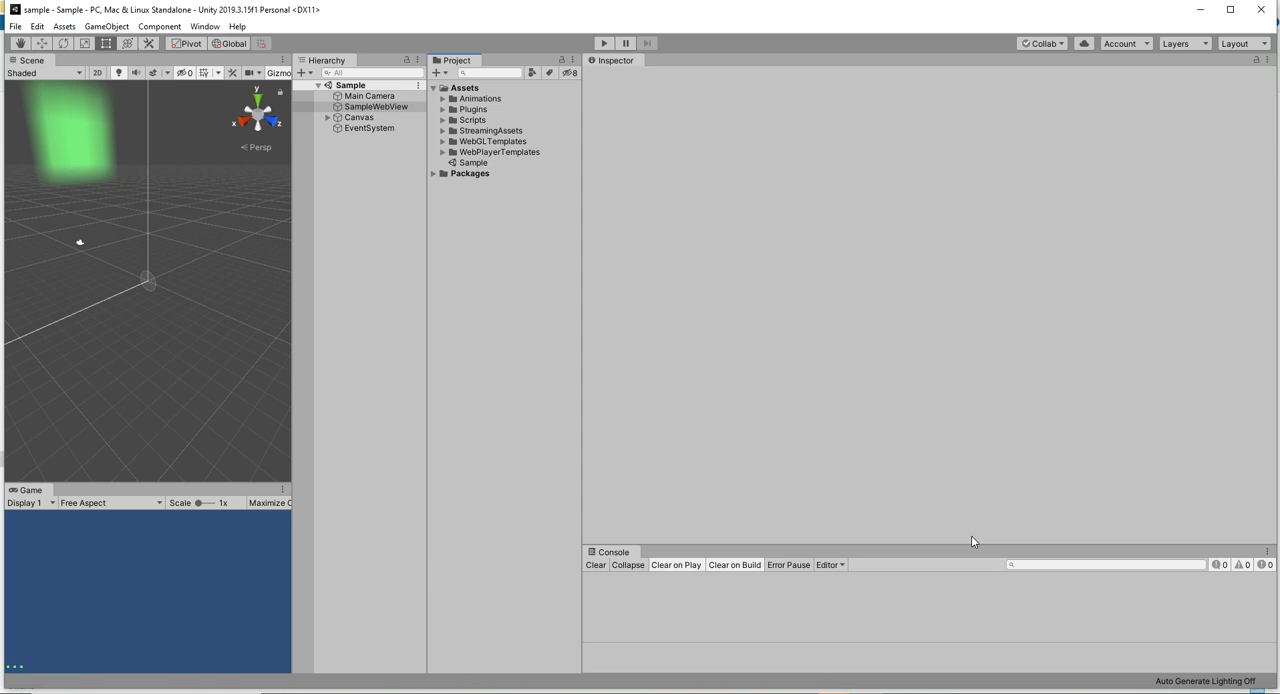 sample - Sample - PC, Mac & Linux Standalone - Unity 2019.3.15f1 Personal <DX11>
File Edit Assets GameObject Component Window Help
Pivot Global Collab Account Layers Layout
Scene
Shaded 2D 0 Gizmo
y
x z
Persp
Game
Display 1 Free Aspect Scale 1x Maximize O
Hierarchy
All
Sample
Main Camera
SampleWebView
Canvas
EventSystem
Project
8
Assets
Animations
Plugins
Scripts
StreamingAssets
WebGLTemplates
WebPlayerTemplates
Sample
Packages
Inspector
Console
Clear Collapse Clear on Play Clear on Build Error Pause Editor 0 0 0
Auto Generate Lighting Off